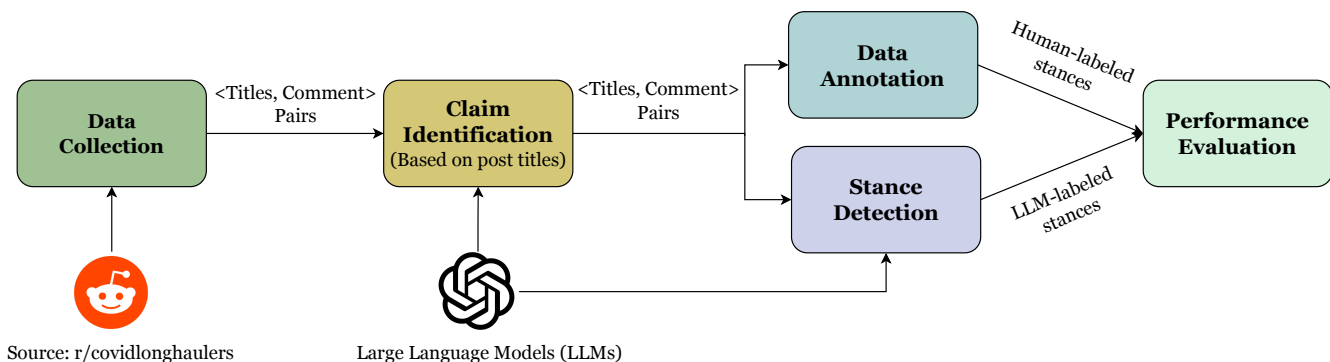 Data
Collection
<Titles, Comment>
Pairs
Claim
Identification
(Based on post titles)
<Titles, Comment>
Pairs
Data
Annotation
Stance
Detection
Human-labeled
stances
LLM-labeled
stances
Performance
Evaluation
Source: r/covidlonghaulers
Large Language Models (LLMs)